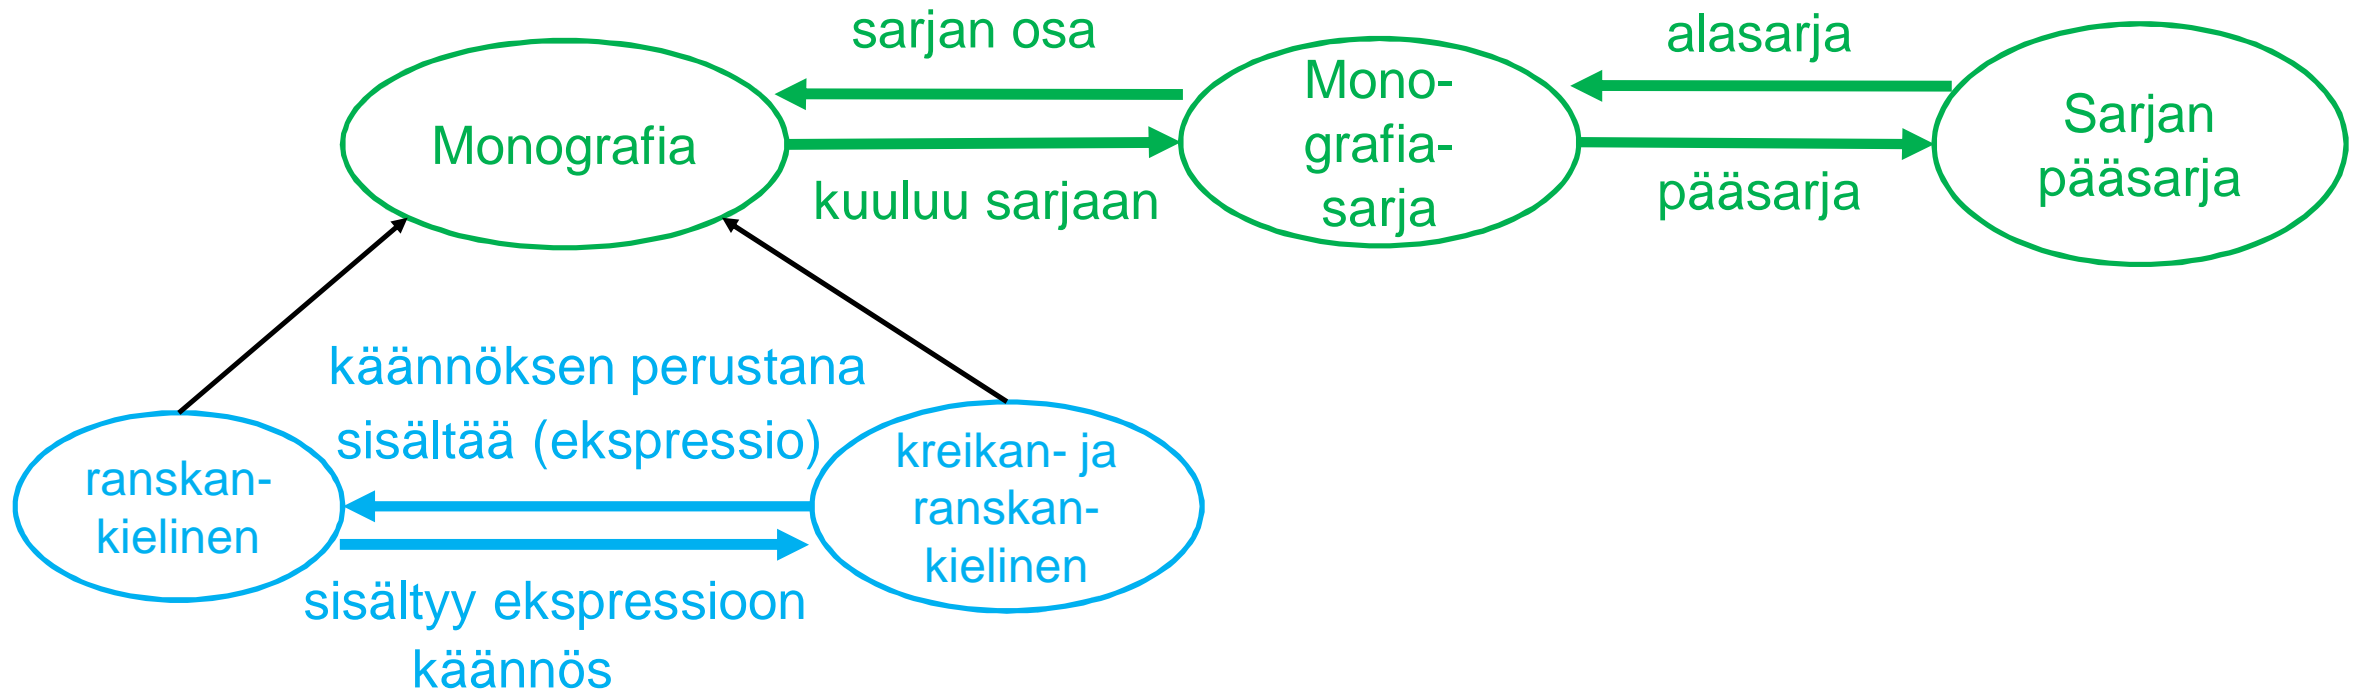 sarjan osa
alasarja
Monografia
Mono-
grafia-
sarja
Sarjan
pääsarja
kuuluu sarjaan
pääsarja
käännöksen perustana
sisältää (ekspressio)
ranskan-
kielinen
kreikan- ja
ranskan-
kielinen
sisältyy ekspressioon
käännös